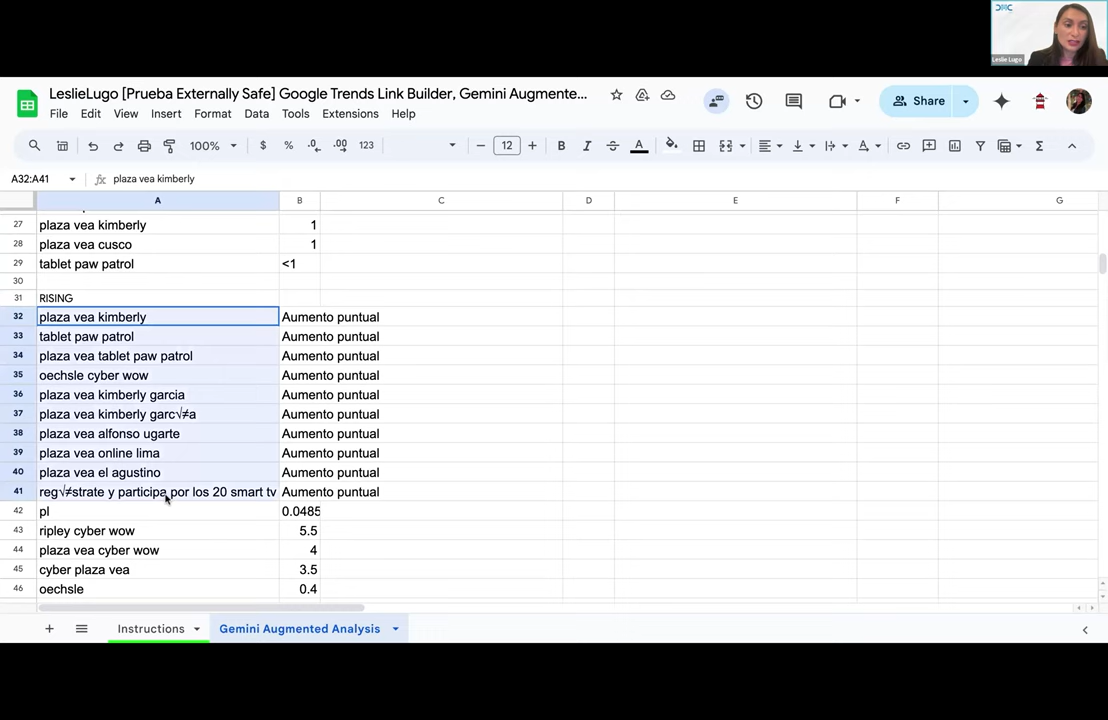 DMC
Leslie Lugo
LeslieLugo [Prueba Externally Safe] Google Trends Link Builder, Gemini Augmente...
Share
File Edit View Insert Format Data Tools Extensions Help
100% $ % .0 .00 123 12 B I A
A32:A41 fx plaza vea kimberly
A B C D E F G
27 plaza vea kimberly 1
28 plaza vea cusco 1
29 tablet paw patrol <1
30
31 RISING
32 plaza vea kimberly Aumento puntual
33 tablet paw patrol Aumento puntual
34 plaza vea tablet paw patrol Aumento puntual
35 oechsle cyber wow Aumento puntual
36 plaza vea kimberly garcia Aumento puntual
37 plaza vea kimberly garc√≠a Aumento puntual
38 plaza vea alfonso ugarte Aumento puntual
39 plaza vea online lima Aumento puntual
40 plaza vea el agustino Aumento puntual
41 reg√≠strate y participa por los 20 smart tv Aumento puntual
42 pl 0.0485
43 ripley cyber wow 5.5
44 plaza vea cyber wow 4
45 cyber plaza vea 3.5
46 oechsle 0.4
Instructions Gemini Augmented Analysis